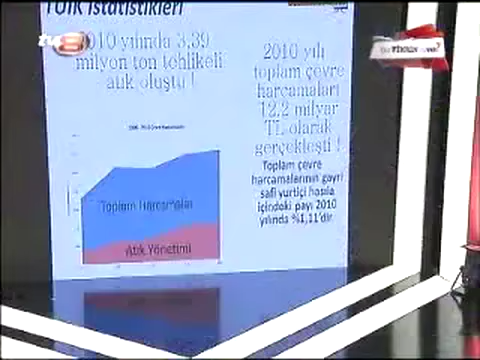 TÜİK İstatistikleri
tv8
2010 yılında 3,39
milyon ton tehlikeli
atık oluştu !
2010 yılı
toplam çevre
harcamaları
12,2 milyar
TL olarak
gerçekleşti !
Toplam çevre
harcamalarının gayri
safi yurtiçi hasıla
içindeki payı 2010
yılında %1,11'dir.
Toplam Harcamalar
Atık Yönetimi